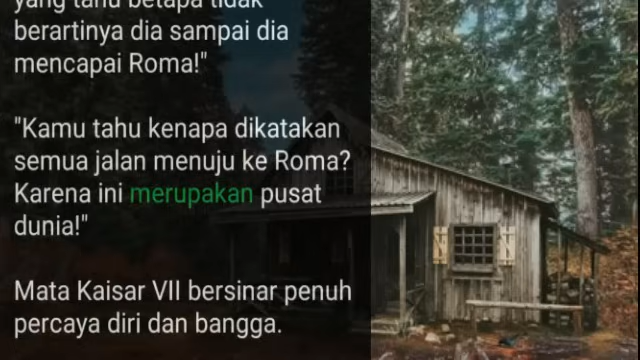 yang tahu betapa tidak
berartinya dia sampai dia
mencapai Roma!"
"Kamu tahu kenapa dikatakan
semua jalan menuju ke Roma?
Karena ini merupakan pusat
dunia!"
Mata Kaisar VII bersinar penuh
percaya diri dan bangga.